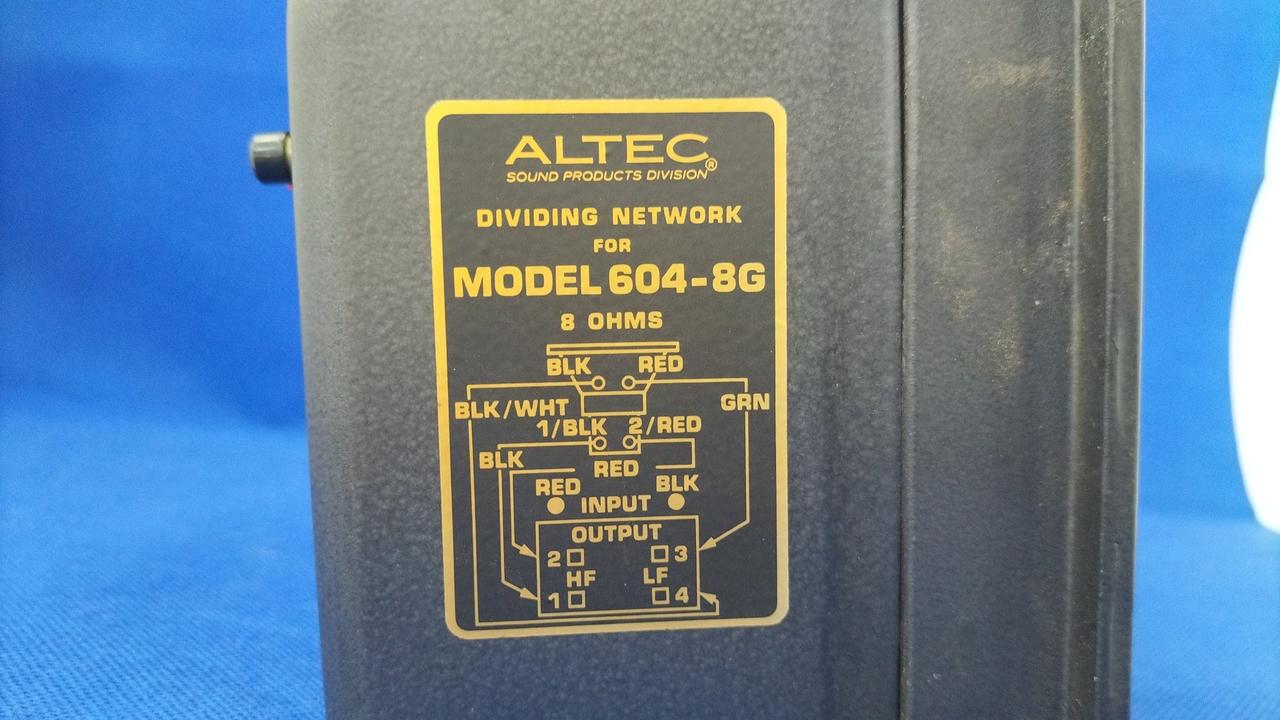 ALTEC®
SOUND PRODUCTS DIVISION
DIVIDING NETWORK
FOR
MODEL 604-8G
8 OHMS
BLK RED
BLK/WHT GRN
1/BLK 2/RED
BLK RED
RED BLK
INPUT
OUTPUT
2 3
HF LF
1 4